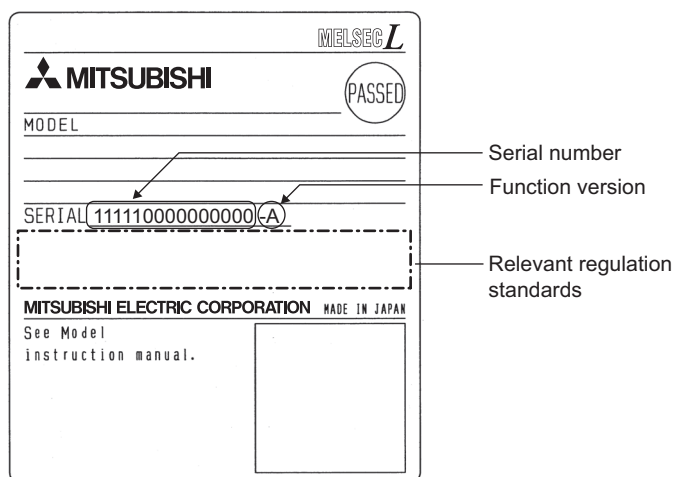 MELSEC L
MITSUBISHI
PASSED
MODEL
Serial number
Function version
SERIAL 111110000000000 -A
Relevant regulation
standards
MITSUBISHI ELECTRIC CORPORATION MADE IN JAPAN
See Model
instruction manual.